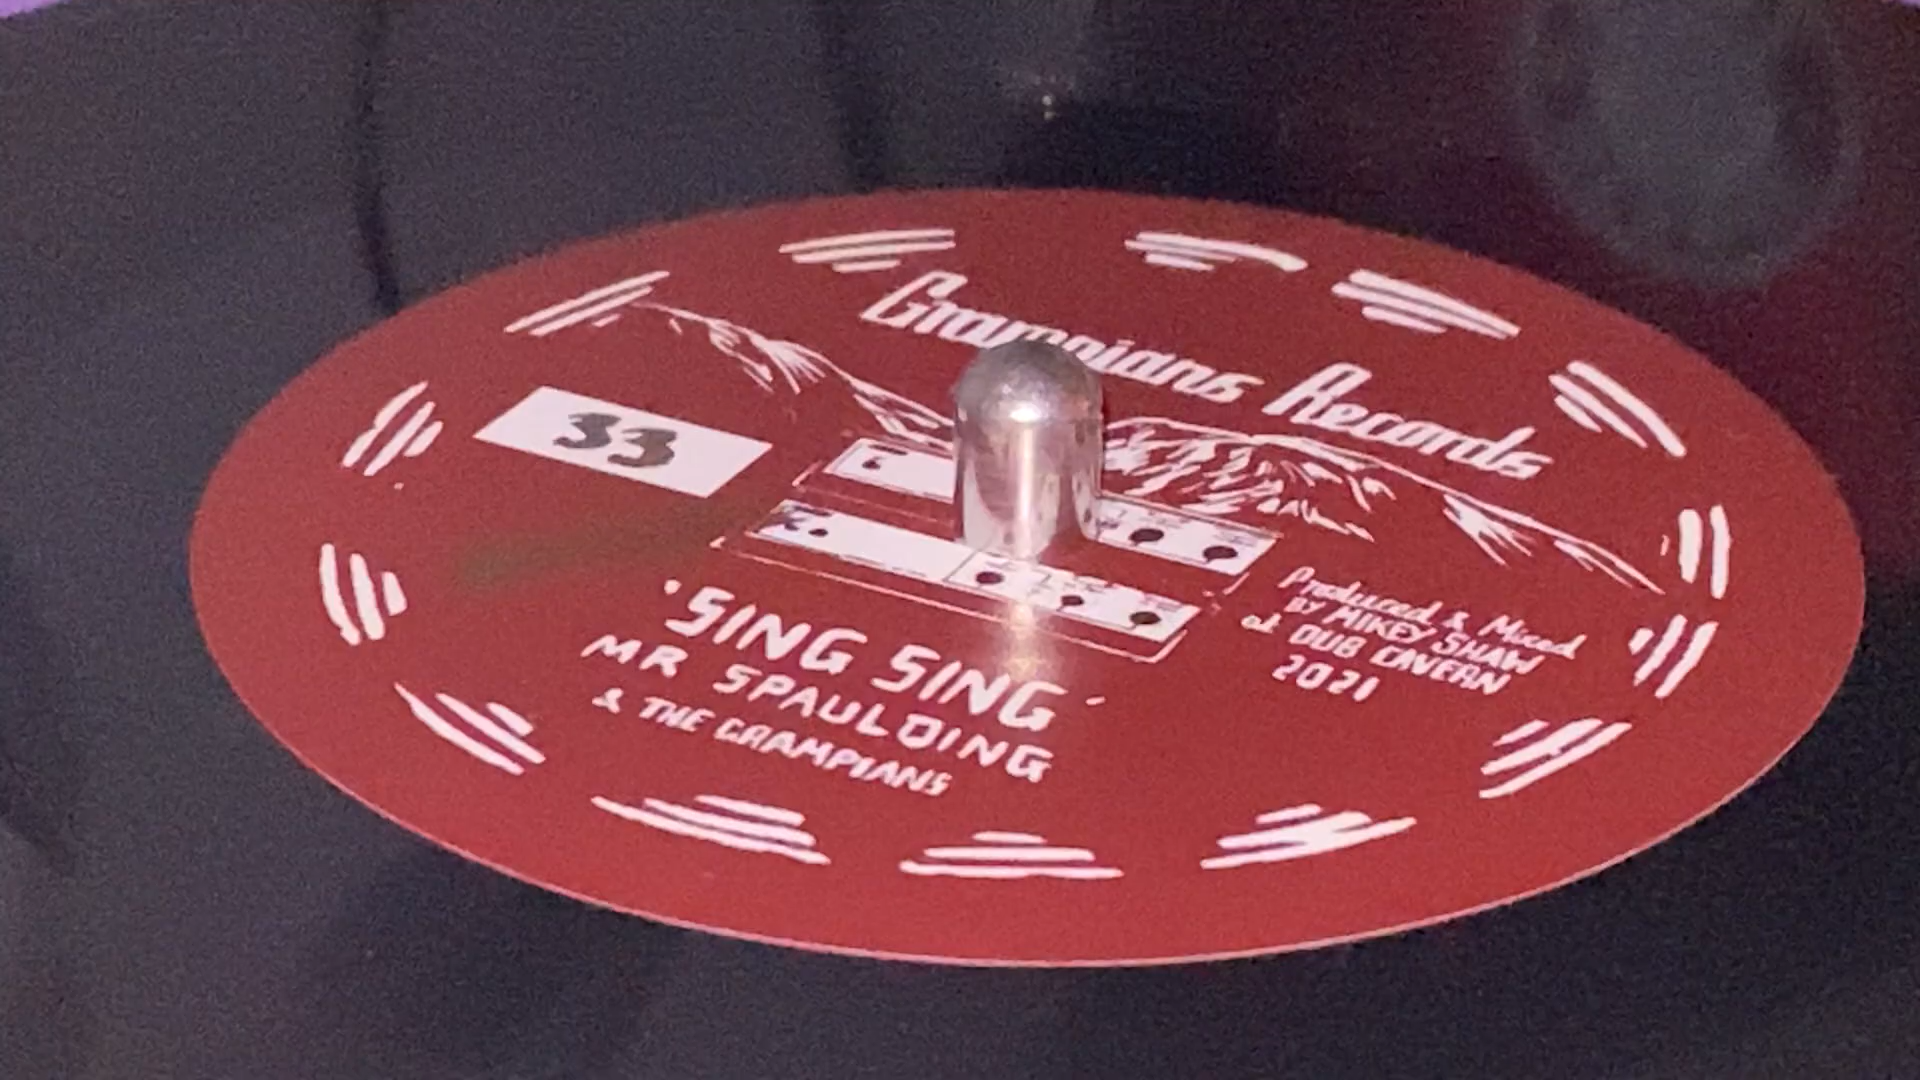 Grampians Records
33
'SING SING'
MR SPAULDING
& THE GRAMPIANS
Produced & Mixed
BY MIKEY SHAW
at DUB CAVERN
2021